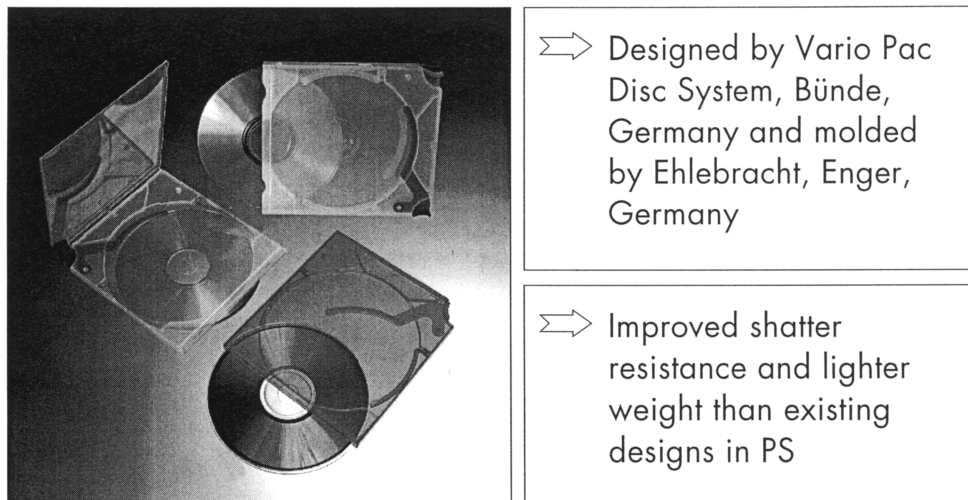 Designed by Vario Pac
Disc System, Bünde,
Germany and molded
by Ehlebracht, Enger,
Germany
Improved shatter
resistance and lighter
weight than existing
designs in PS